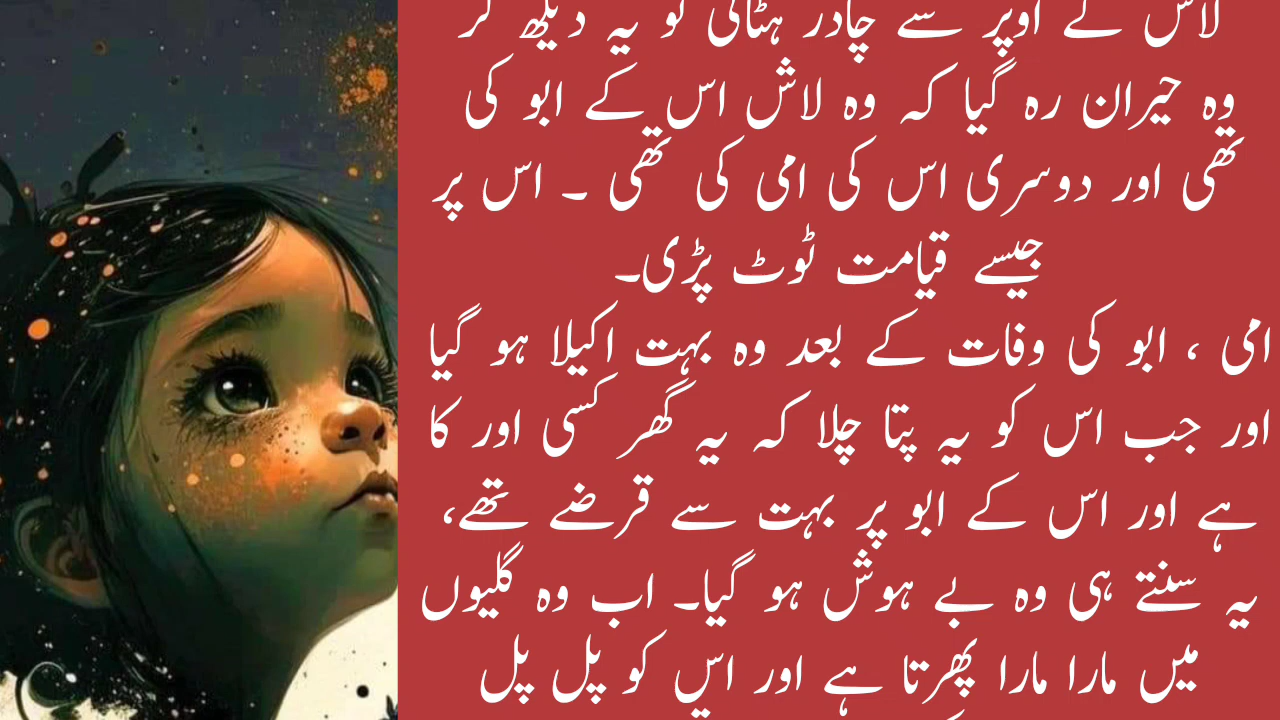 لاش کے اوپر سے چادر ہٹائی تو یہ دیکھ کر
وہ حیران رہ گیا کہ وہ لاش اس کے ابو کی
تھی اور دوسری اس کی امی کی تھی ۔ اس پر
جیسے قیامت ٹوٹ پڑی۔
امی ، ابو کی وفات کے بعد وہ بہت اکیلا ہو گیا
اور جب اس کو یہ پتا چلا کہ یہ گھر کسی اور کا
ہے اور اس کے ابو پر بہت سے قرضے تھے،
یہ سنتے ہی وہ بے ہوش ہو گیا۔ اب وہ گلیوں
میں مارا مارا پھرتا ہے اور اس کو پل پل